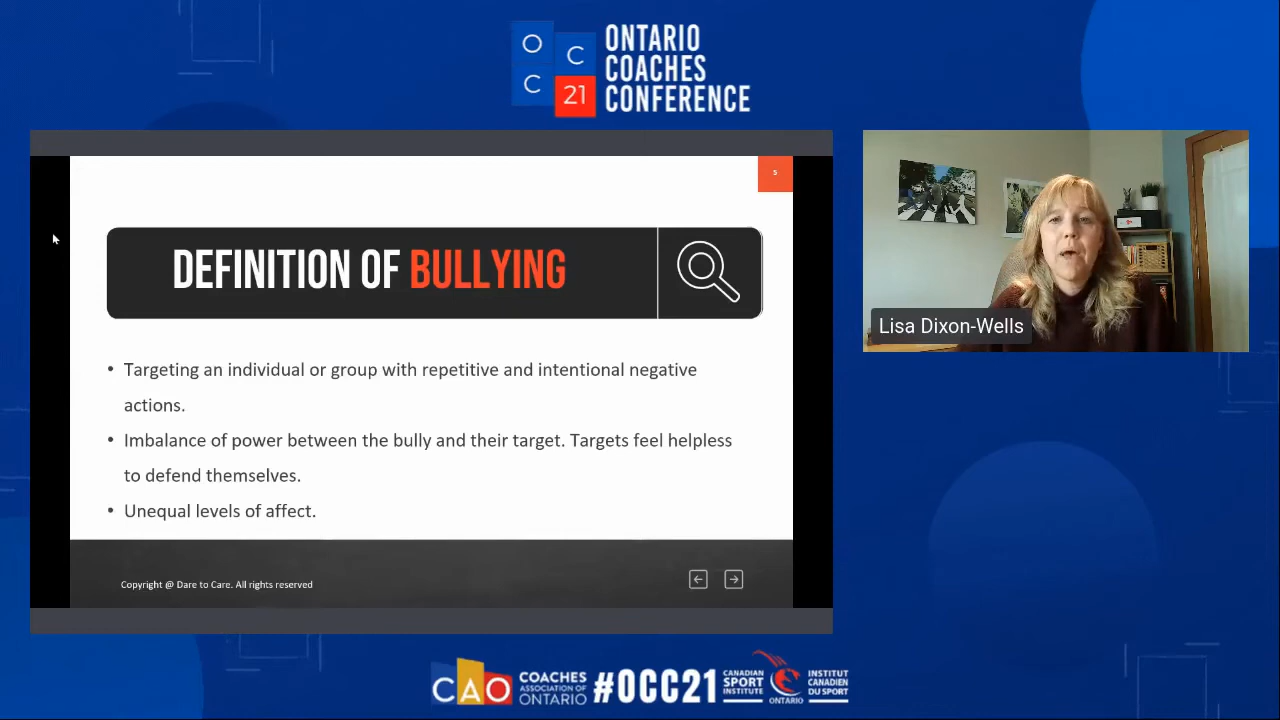 O
C
C
21
ONTARIO
COACHES
CONFERENCE
5
DEFINITION OF BULLYING
• Targeting an individual or group with repetitive and intentional negative
actions.
• Imbalance of power between the bully and their target. Targets feel helpless
to defend themselves.
• Unequal levels of affect.
Copyright @ Dare to Care. All rights reserved
Lisa Dixon-Wells
CAO
COACHES
ASSOCIATION OF
ONTARIO
#OCC21
CANADIAN
SPORT
INSTITUTE
ONTARIO
INSTITUT
CANADIEN
DU SPORT